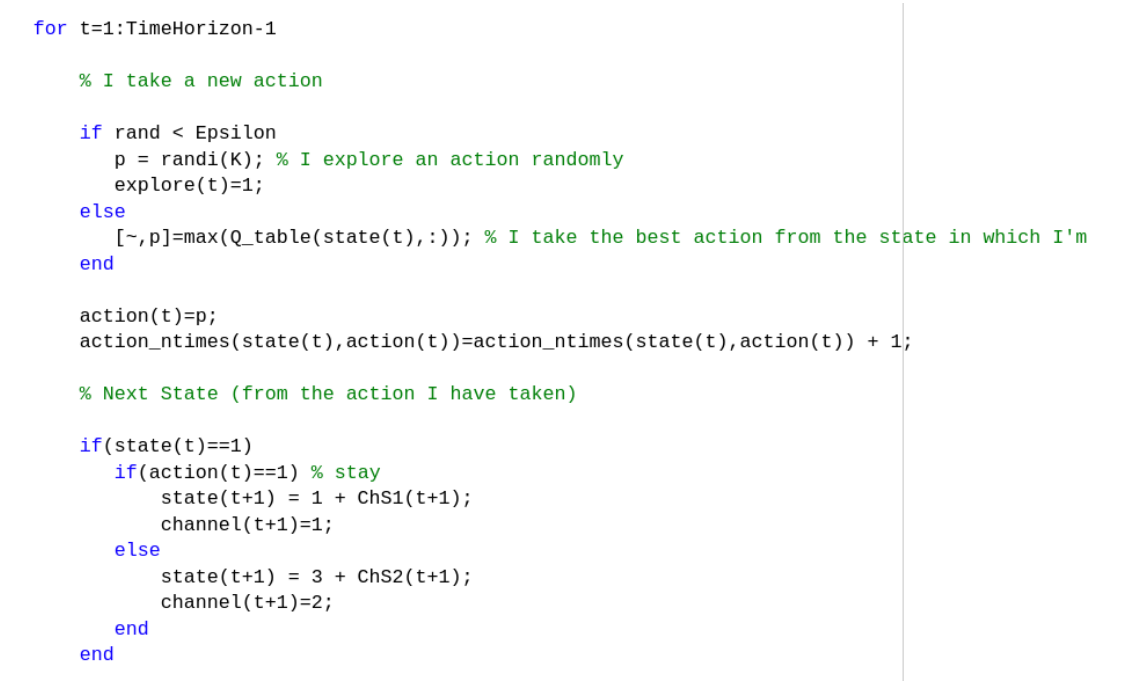 for t=1:TimeHorizon-1
% I take a new action
if rand < Epsilon
p = randi(K); % I explore an action randomly
explore(t)=1;
else
[~,p]=max(Q_table(state(t),:)); % I take the best action from the state in which I'm
end
action(t)=p;
action_ntimes(state(t),action(t))=action_ntimes(state(t),action(t)) + 1;
% Next State (from the action I have taken)
if(state(t)==1)
if(action(t)==1) % stay
state(t+1) = 1 + ChS1(t+1);
channel(t+1)=1;
else
state(t+1) = 3 + ChS2(t+1);
channel(t+1)=2;
end
end